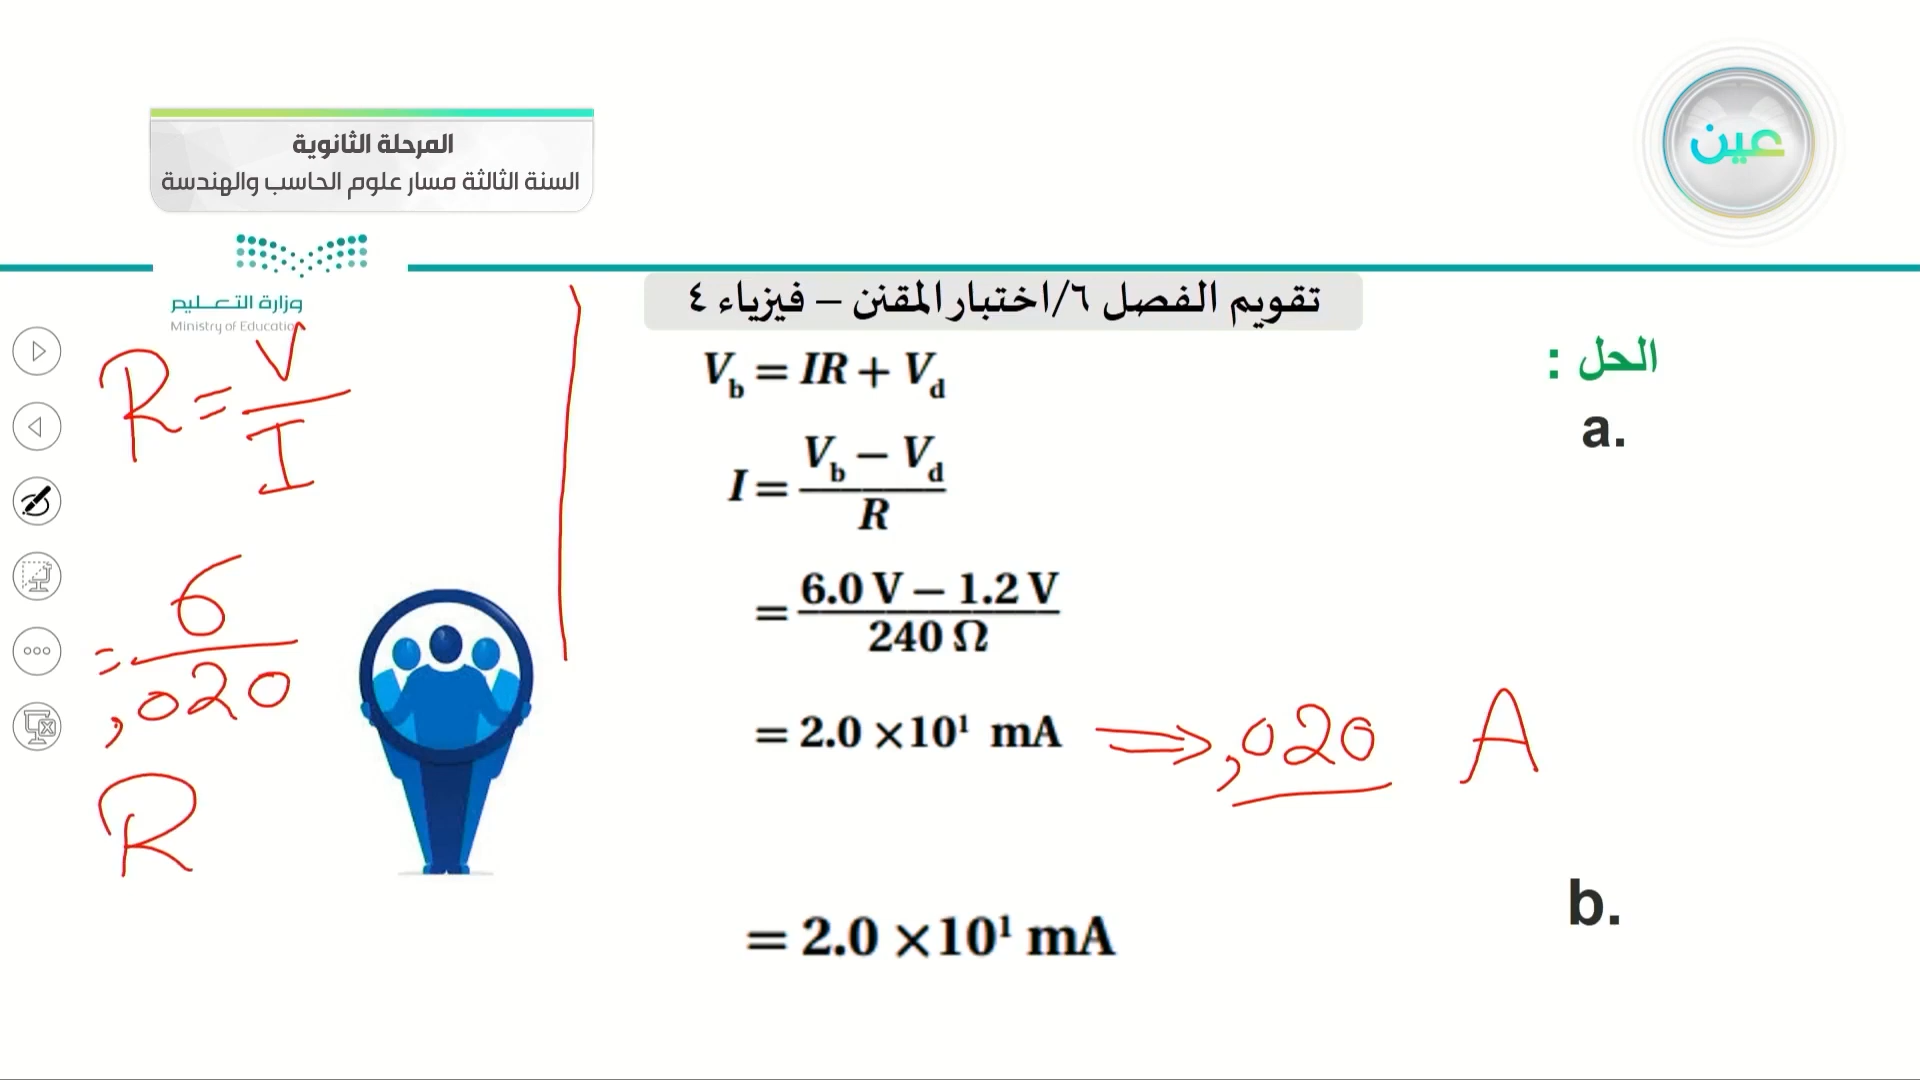 المرحلة الثانوية
السنة الثالثة مسار علوم الحاسب والهندسة
عين
وزارة التعليم
Ministry of Education
تقويم الفصل ٦/اختبار المقنن – فيزياء ٤
الحل :
a.
V_b = IR + V_d
I = (V_b – V_d) / R
= (6.0 V – 1.2 V) / 240 Ω
= 2.0 ×10¹ mA ⇒ ,020 A
b.
= 2.0 ×10¹ mA
R = V / I
= 6 / ,020
R